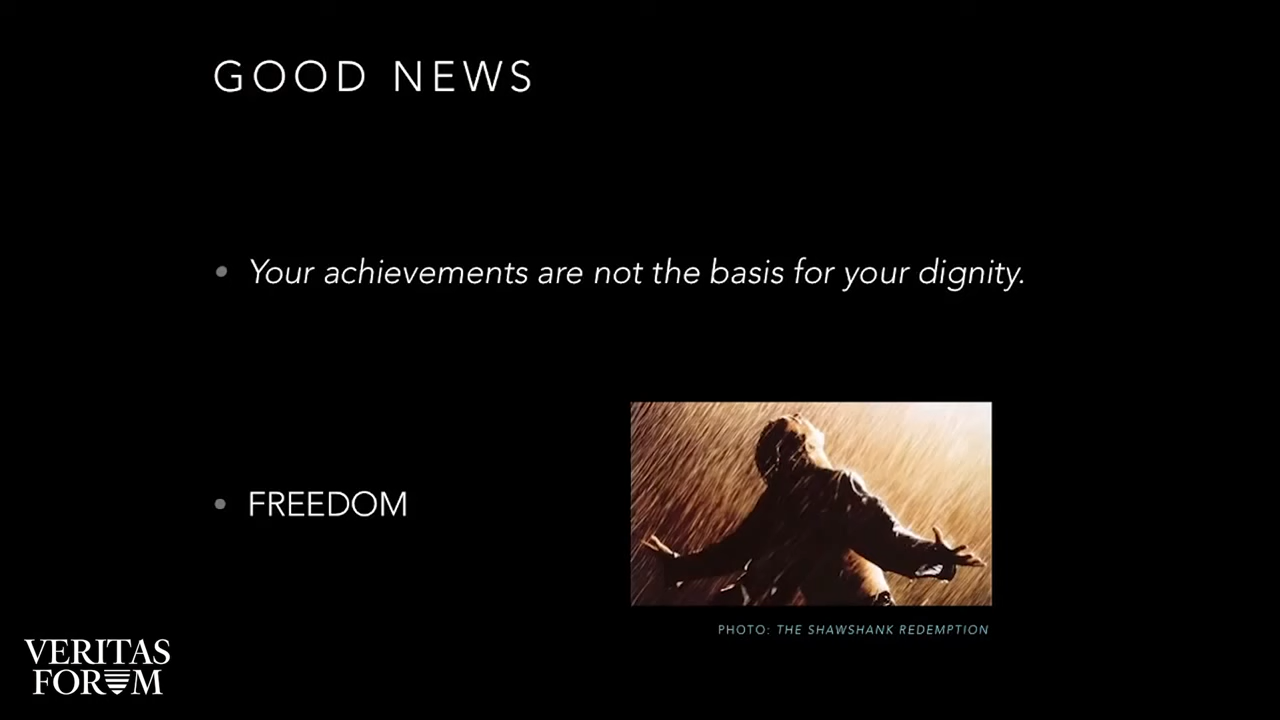 GOOD NEWS
Your achievements are not the basis for your dignity.
FREEDOM
PHOTO: THE SHAWSHANK REDEMPTION
VERITAS
FORUM